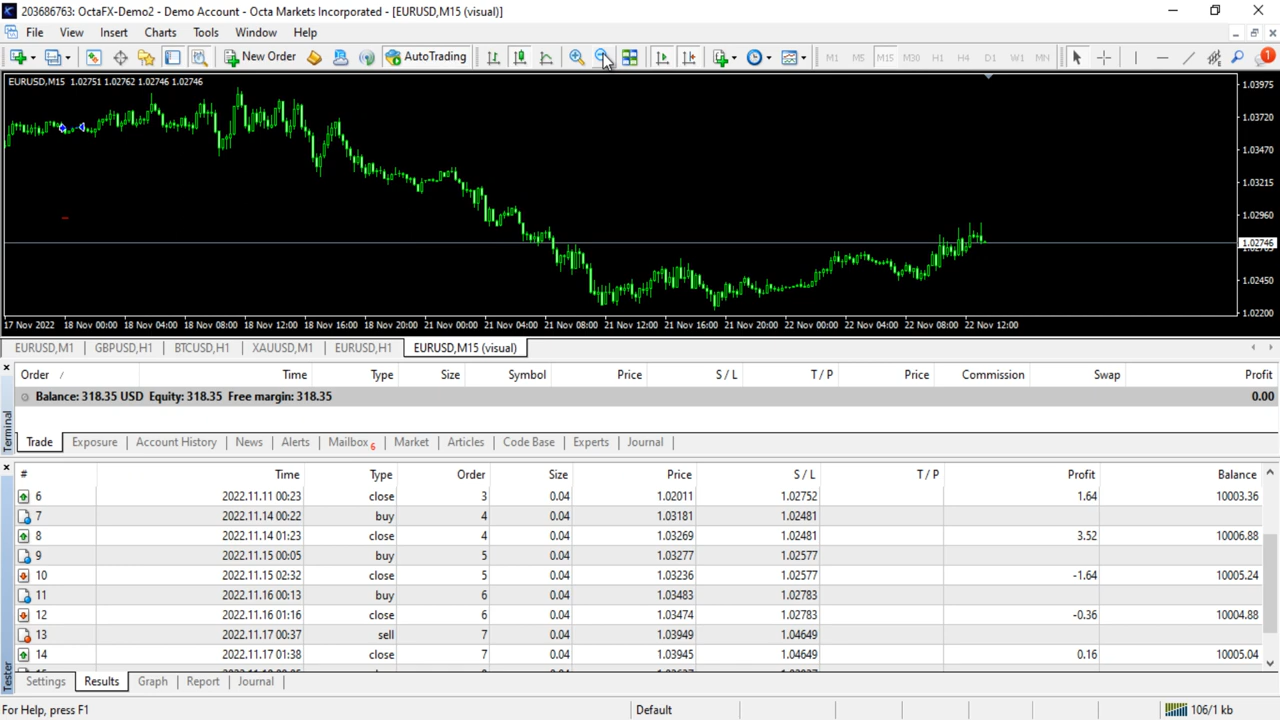 203686763: OctaFX-Demo2 - Demo Account - Octa Markets Incorporated - [EURUSD,M15 (visual)]
File View Insert Charts Tools Window Help
New Order AutoTrading M1 M5 M15 M30 H1 H4 D1 W1 MN
EURUSD,M15 1.02751 1.02762 1.02746 1.02746
1.03975
1.03720
1.03470
1.03215
1.02960
1.02746
1.02450
1.02200
17 Nov 2022 18 Nov 00:00 18 Nov 04:00 18 Nov 08:00 18 Nov 12:00 18 Nov 16:00 18 Nov 20:00 21 Nov 00:00 21 Nov 04:00 21 Nov 08:00 21 Nov 12:00 21 Nov 16:00 21 Nov 20:00 22 Nov 00:00 22 Nov 04:00 22 Nov 08:00 22 Nov 12:00
EURUSD,M1 GBPUSD,H1 BTCUSD,H1 XAUUSD,M1 EURUSD,H1 EURUSD,M15 (visual)
Order / Time Type Size Symbol Price S / L T / P Price Commission Swap Profit
Balance: 318.35 USD Equity: 318.35 Free margin: 318.35 0.00
Terminal
Trade Exposure Account History News Alerts Mailbox 6 Market Articles Code Base Experts Journal
# Time Type Order Size Price S / L T / P Profit Balance
6 2022.11.11 00:23 close 3 0.04 1.02011 1.02752 1.64 10003.36
7 2022.11.14 00:22 buy 4 0.04 1.03181 1.02481
8 2022.11.14 01:23 close 4 0.04 1.03269 1.02481 3.52 10006.88
9 2022.11.15 00:05 buy 5 0.04 1.03277 1.02577
10 2022.11.15 02:32 close 5 0.04 1.03236 1.02577 -1.64 10005.24
11 2022.11.16 00:13 buy 6 0.04 1.03483 1.02783
12 2022.11.16 01:16 close 6 0.04 1.03474 1.02783 -0.36 10004.88
13 2022.11.17 00:37 sell 7 0.04 1.03949 1.04649
14 2022.11.17 01:38 close 7 0.04 1.03945 1.04649 0.16 10005.04
Tester
Settings Results Graph Report Journal
For Help, press F1 Default 106/1 kb